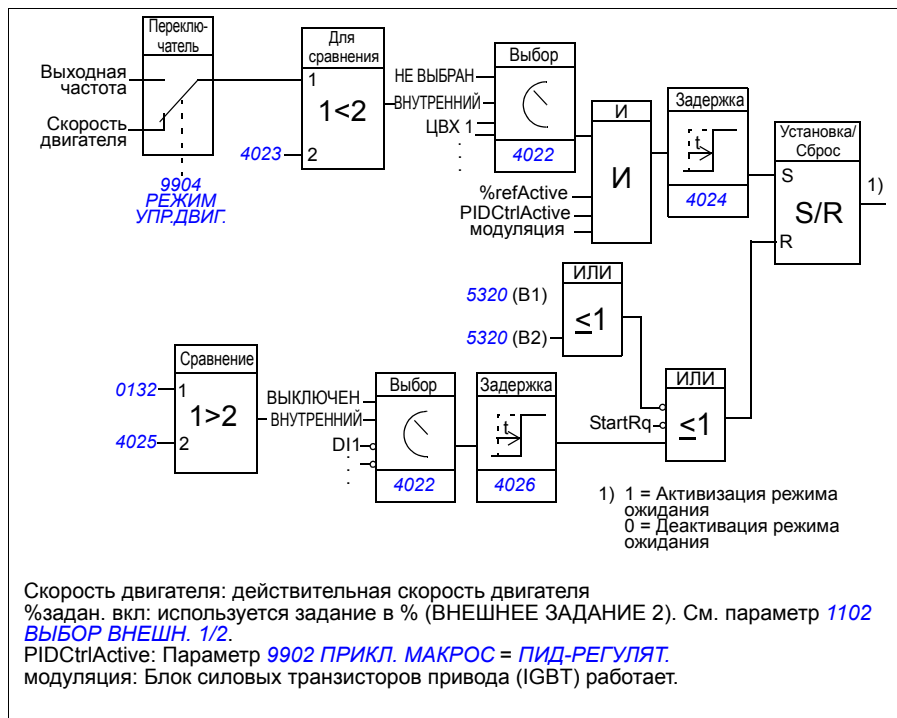 Переклю-
чатель
Выходная
частота
Скорость
двигателя
9904
РЕЖИМ
УПР.ДВИГ.
Для
сравнения
1
1<2
2
4023
НЕ ВЫБРАН
ВНУТРЕННИЙ
ЦВХ 1
.
.
.
Выбор
4022
И
И
%refActive
PIDCtrlActive
модуляция
Задержка
t
4024
Установка/
Сброс
S
S/R
R
1)
ИЛИ
5320 (B1)
<1
5320 (B2)
Сравнение
0132
1
1>2
4025
2
ВЫКЛЮЧЕН
ВНУТРЕННИЙ
DI1
.
.
.
Выбор
4022
Задержка
t
4026
ИЛИ
StartRq
<1
1) 1 = Активизация режима
ожидания
0 = Деактивация режима
ожидания
Скорость двигателя: действительная скорость двигателя
%задан. вкл: используется задание в % (ВНЕШНЕЕ ЗАДАНИЕ 2). См. параметр 1102
ВЫБОР ВНЕШН. 1/2.
PIDCtrlActive: Параметр 9902 ПРИКЛ. МАКРОС = ПИД-РЕГУЛЯТ.
модуляция: Блок силовых транзисторов привода (IGBT) работает.